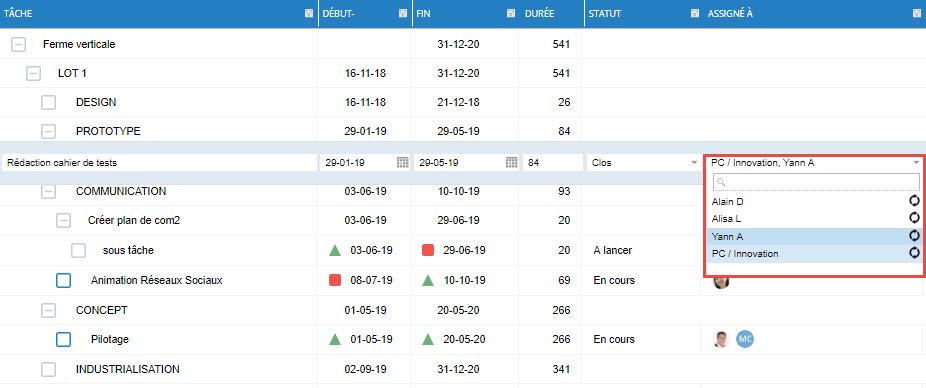 TÂCHE DÉBUT- FIN DURÉE STATUT ASSIGNÉ À
Ferme verticale 31-12-20 541
LOT 1 16-11-18 31-12-20 541
DESIGN 16-11-18 21-12-18 26
PROTOTYPE 29-01-19 29-05-19 84
Rédaction cahier de tests 29-01-19 29-05-19 84 Clos PC / Innovation, Yann A
COMMUNICATION 03-06-19 10-10-19 93
Alain D
Créer plan de com2 03-06-19 29-06-19 20
Alisa L
Yann A
sous tâche 03-06-19 29-06-19 20 A lancer
PC / Innovation
Animation Réseaux Sociaux 08-07-19 10-10-19 69 En cours
CONCEPT 01-05-19 20-05-20 266
Pilotage 01-05-19 20-05-20 266 En cours MC
INDUSTRIALISATION 02-09-19 31-12-20 341